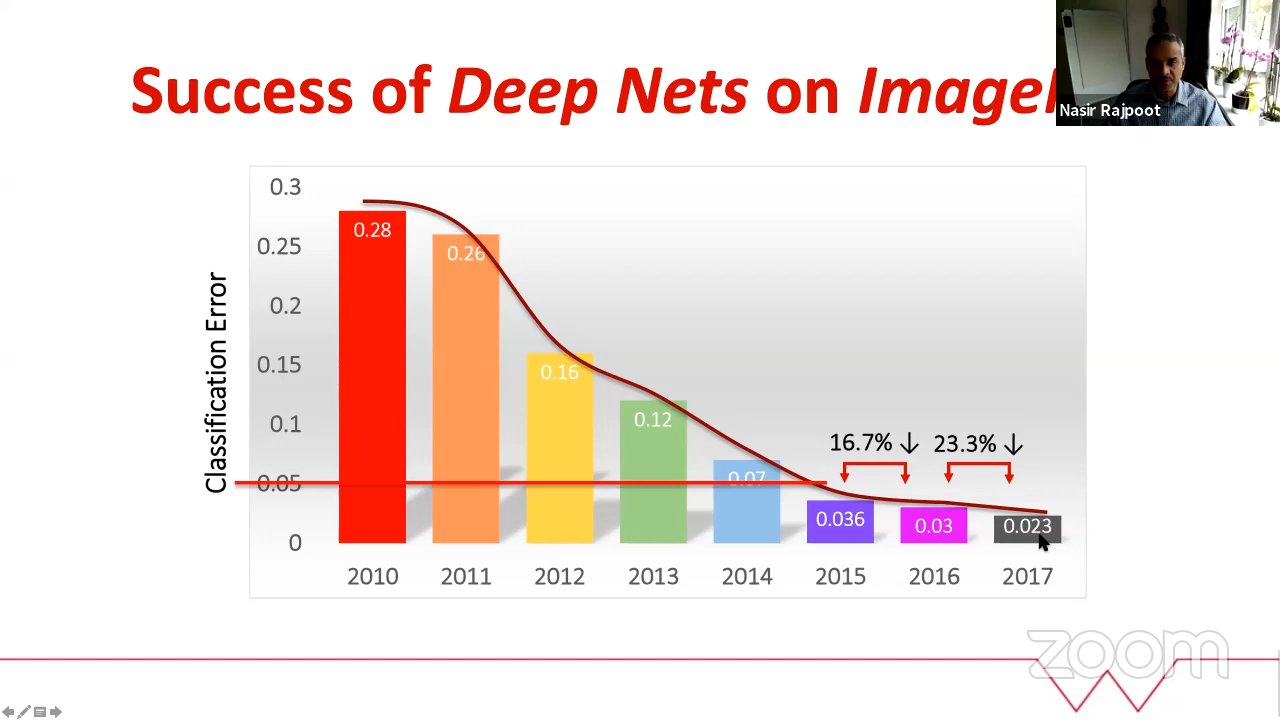 Success of Deep Nets on Image
Nasir Rajpoot
Classification Error
0.3
0.25
0.2
0.15
0.1
0.05
0
0.28
0.26
0.16
0.12
0.07
0.036
0.03
0.023
16.7% ↓ 23.3% ↓
2010 2011 2012 2013 2014 2015 2016 2017
zoom